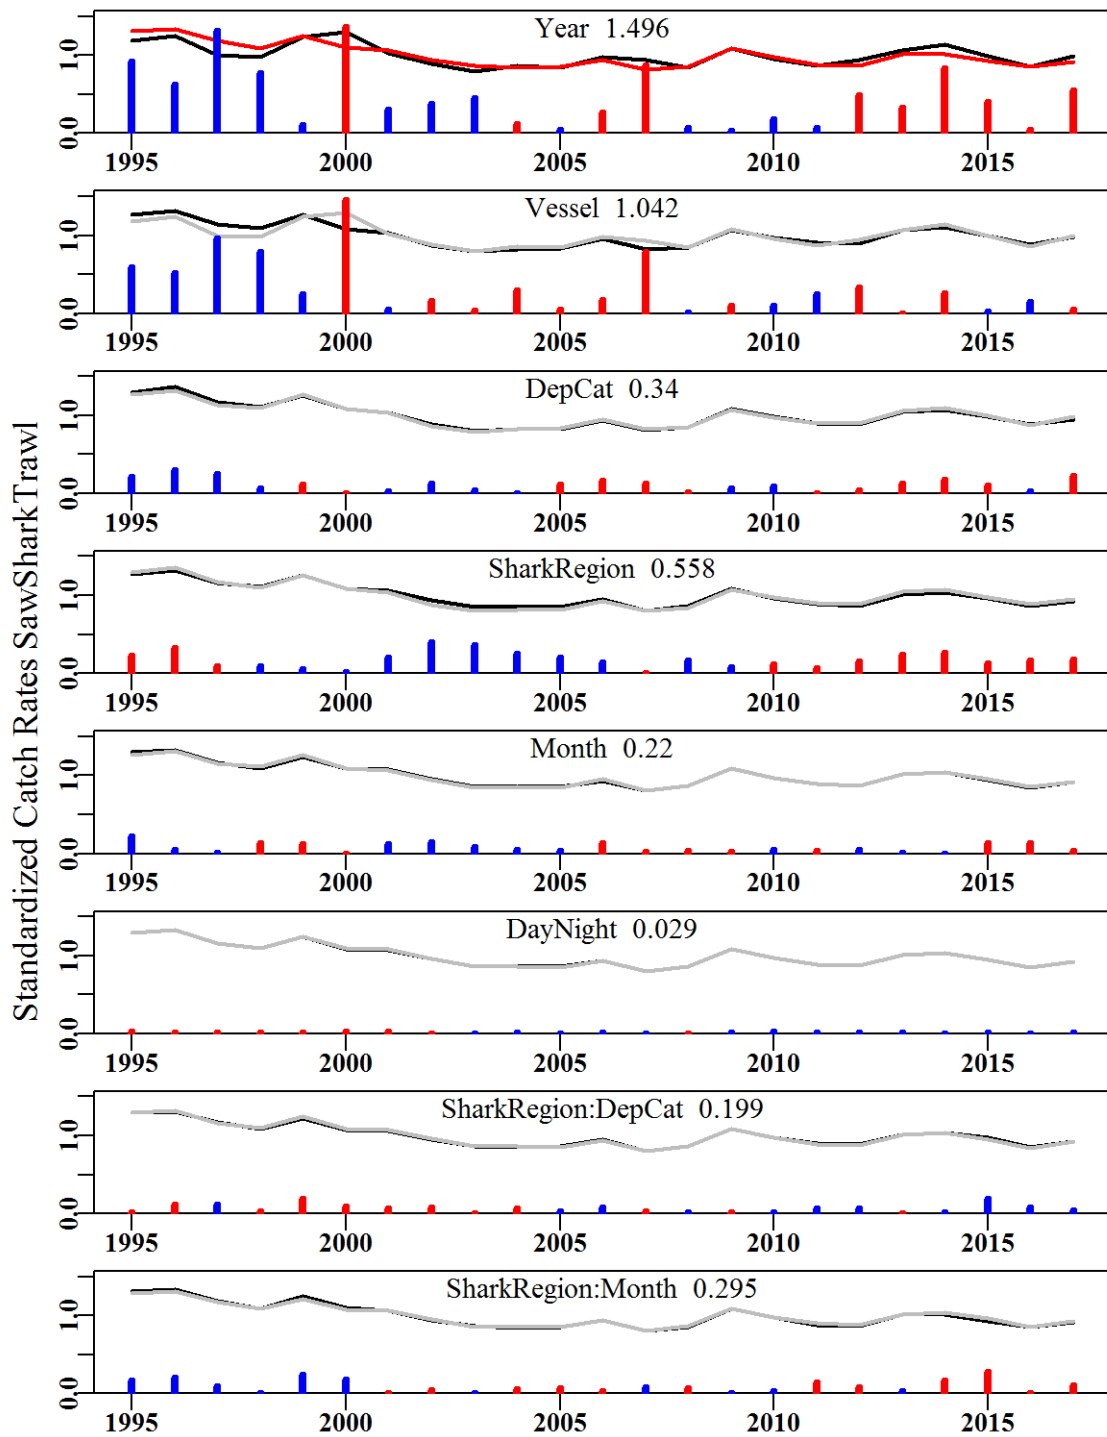 Standardized Catch Rates SawSharkTrawl
Year 1.496
0.0 1.0
1995 2000 2005 2010 2015
Vessel 1.042
0.0 1.0
1995 2000 2005 2010 2015
DepCat 0.34
0.0 1.0
1995 2000 2005 2010 2015
SharkRegion 0.558
0.0 1.0
1995 2000 2005 2010 2015
Month 0.22
0.0 1.0
1995 2000 2005 2010 2015
DayNight 0.029
0.0 1.0
1995 2000 2005 2010 2015
SharkRegion:DepCat 0.199
0.0 1.0
1995 2000 2005 2010 2015
SharkRegion:Month 0.295
0.0 1.0
1995 2000 2005 2010 2015